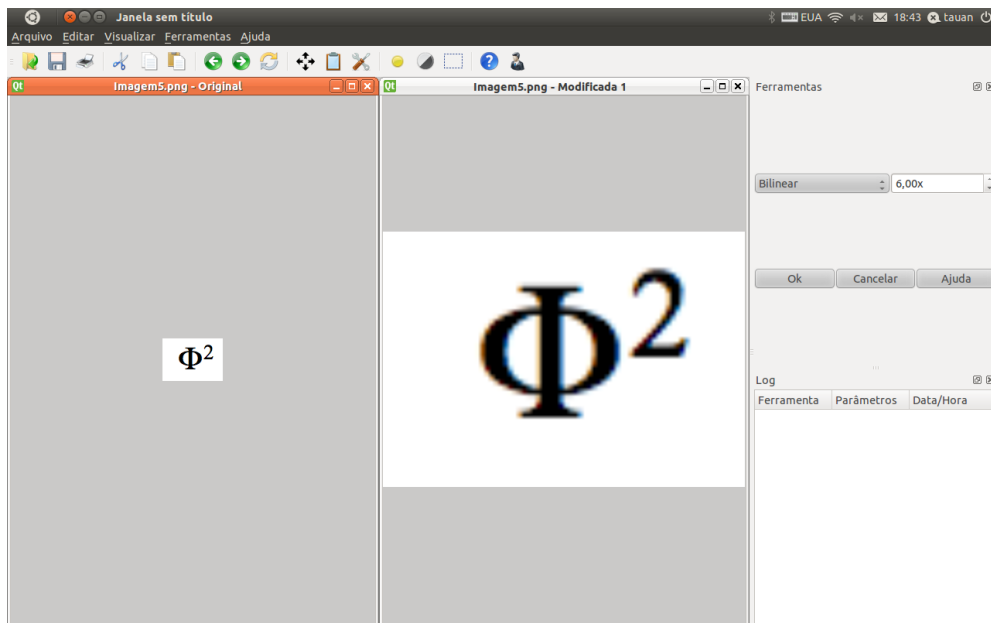 Janela sem título
EUA 18:43 tauan
Arquivo Editar Visualizar Ferramentas Ajuda
Qt Imagem5.png - Original
Qt Imagem5.png - Modificada 1
Ferramentas
Φ²
Φ²
Bilinear 6,00x
Ok Cancelar Ajuda
Log
Ferramenta Parâmetros Data/Hora